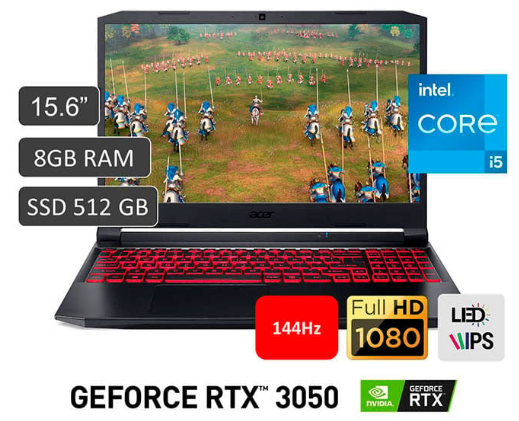 15.6”
8GB RAM
SSD 512 GB
intel.
CORE
i5
acer
144Hz
Full HD
1080
LED
IPS
GEFORCE RTX™ 3050
NVIDIA.
GEFORCE
RTX